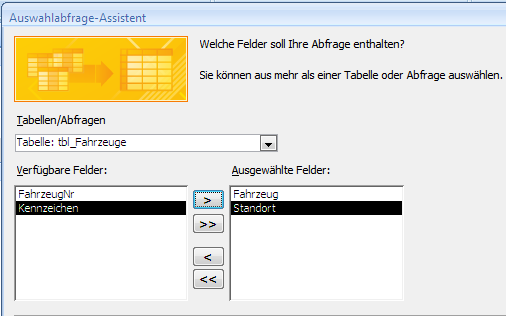 Auswahlabfrage-Assistent
Welche Felder soll Ihre Abfrage enthalten?
Sie können aus mehr als einer Tabelle oder Abfrage auswählen.
Tabellen/Abfragen
Tabelle: tbl_Fahrzeuge
Verfügbare Felder:
Ausgewählte Felder:
FahrzeugNr
Kennzeichen
>
>>
<
<<
Fahrzeug
Standort